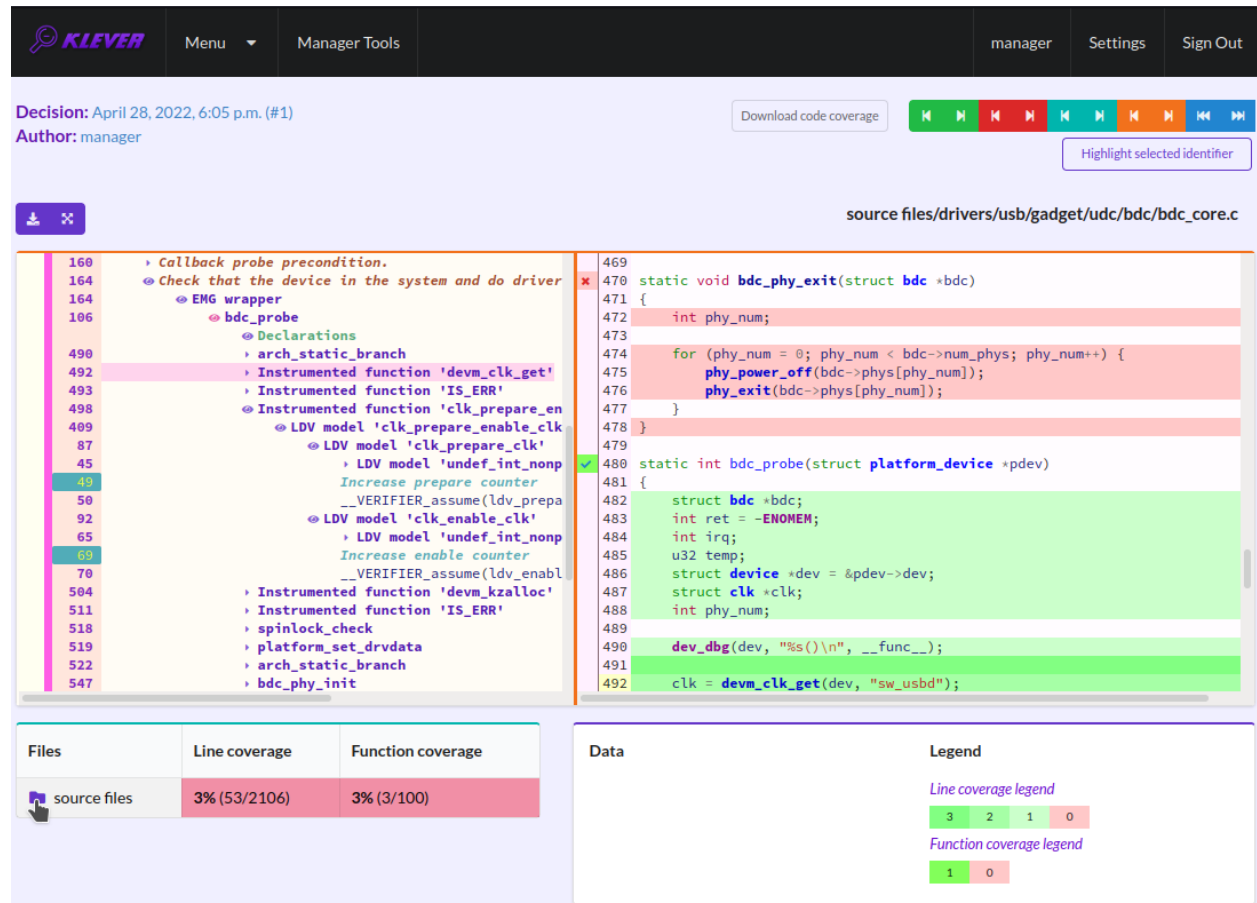 KLEVER Menu Manager Tools manager Settings Sign Out
Decision: April 28, 2022, 6:05 p.m. (#1)
Author: manager
Download code coverage
Highlight selected identifier
source files/drivers/usb/gadget/udc/bdc/bdc_core.c
160 Callback probe precondition.
164 Check that the device in the system and do driver
164 EMG wrapper
106 bdc_probe
Declarations
490 arch_static_branch
492 Instrumented function 'devm_clk_get'
493 Instrumented function 'IS_ERR'
498 Instrumented function 'clk_prepare_en
409 LDV model 'clk_prepare_enable_clk
87 LDV model 'clk_prepare_clk'
45 LDV model 'undef_int_nonp
49 Increase prepare counter
50 __VERIFIER_assume(ldv_prepa
92 LDV model 'clk_enable_clk'
65 LDV model 'undef_int_nonp
69 Increase enable counter
70 __VERIFIER_assume(ldv_enabl
504 Instrumented function 'devm_kzalloc'
511 Instrumented function 'IS_ERR'
518 spinlock_check
519 platform_set_drvdata
522 arch_static_branch
547 bdc_phy_init
469
470 static void bdc_phy_exit(struct bdc *bdc)
471 {
472 int phy_num;
473
474 for (phy_num = 0; phy_num < bdc->num_phys; phy_num++) {
475 phy_power_off(bdc->phys[phy_num]);
476 phy_exit(bdc->phys[phy_num]);
477 }
478 }
479
480 static int bdc_probe(struct platform_device *pdev)
481 {
482 struct bdc *bdc;
483 int ret = -ENOMEM;
484 int irq;
485 u32 temp;
486 struct device *dev = &pdev->dev;
487 struct clk *clk;
488 int phy_num;
489
490 dev_dbg(dev, "%s()\n", __func__);
491
492 clk = devm_clk_get(dev, "sw_usbd");
Files Line coverage Function coverage
source files 3% (53/2106) 3% (3/100)
Data
Legend
Line coverage legend
3 2 1 0
Function coverage legend
1 0